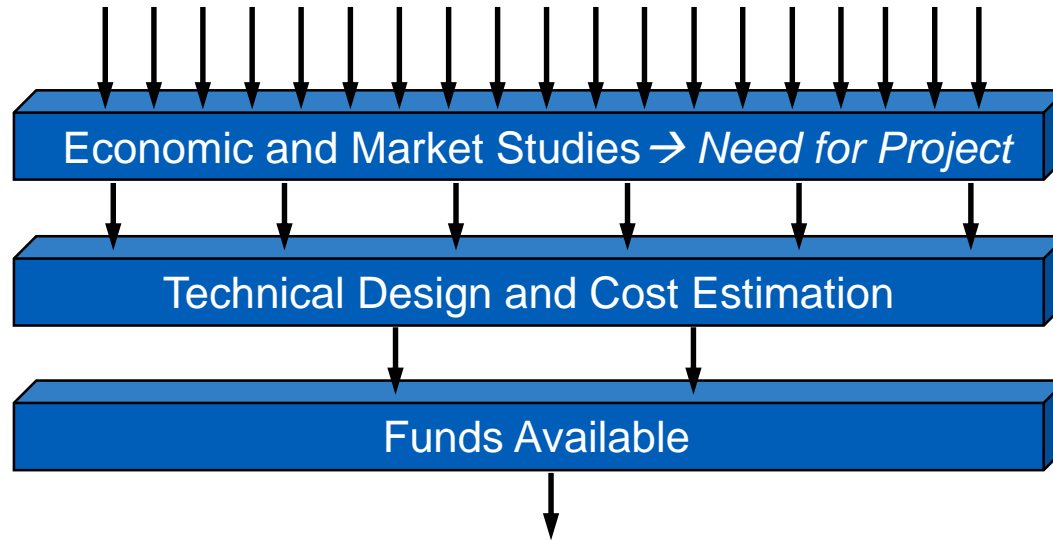 Economic and Market Studies → Need for Project
Technical Design and Cost Estimation
Funds Available